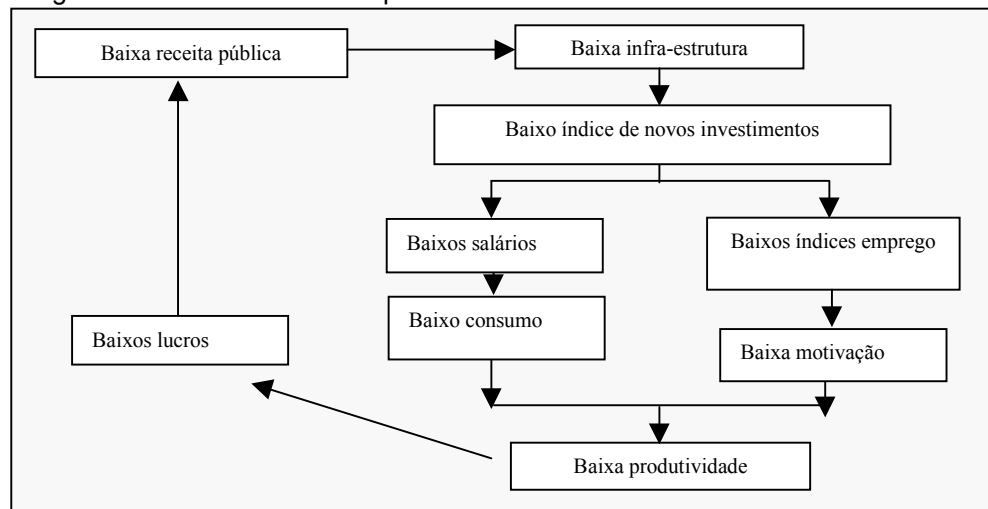 Baixa receita pública
Baixa infra-estrutura
Baixo índice de novos investimentos
Baixos salários
Baixos índices emprego
Baixo consumo
Baixos lucros
Baixa motivação
Baixa produtividade